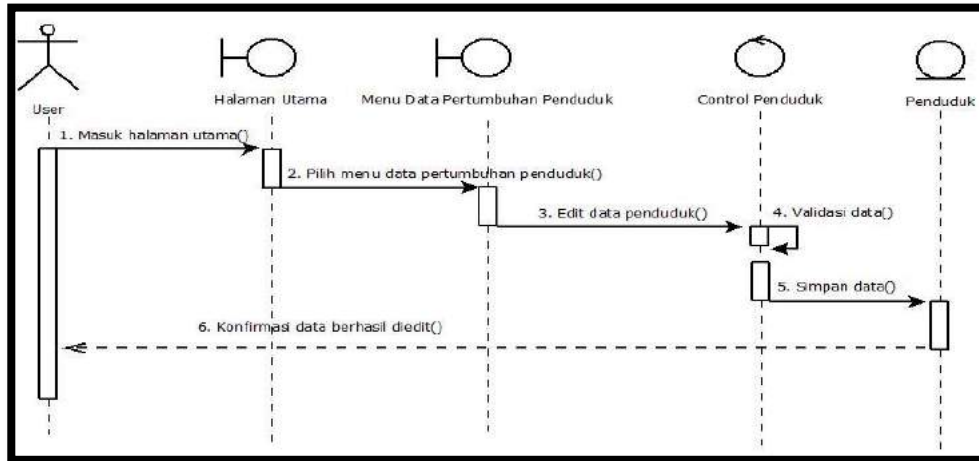 User
Halaman Utama
Menu Data Pertumbuhan Penduduk
Control Penduduk
Penduduk
1. Masuk halaman utama()
2. Pilih menu data pertumbuhan penduduk()
3. Edit data penduduk()
4. Validasi data()
5. Simpan data()
6. Konfirmasi data berhasil diedit()